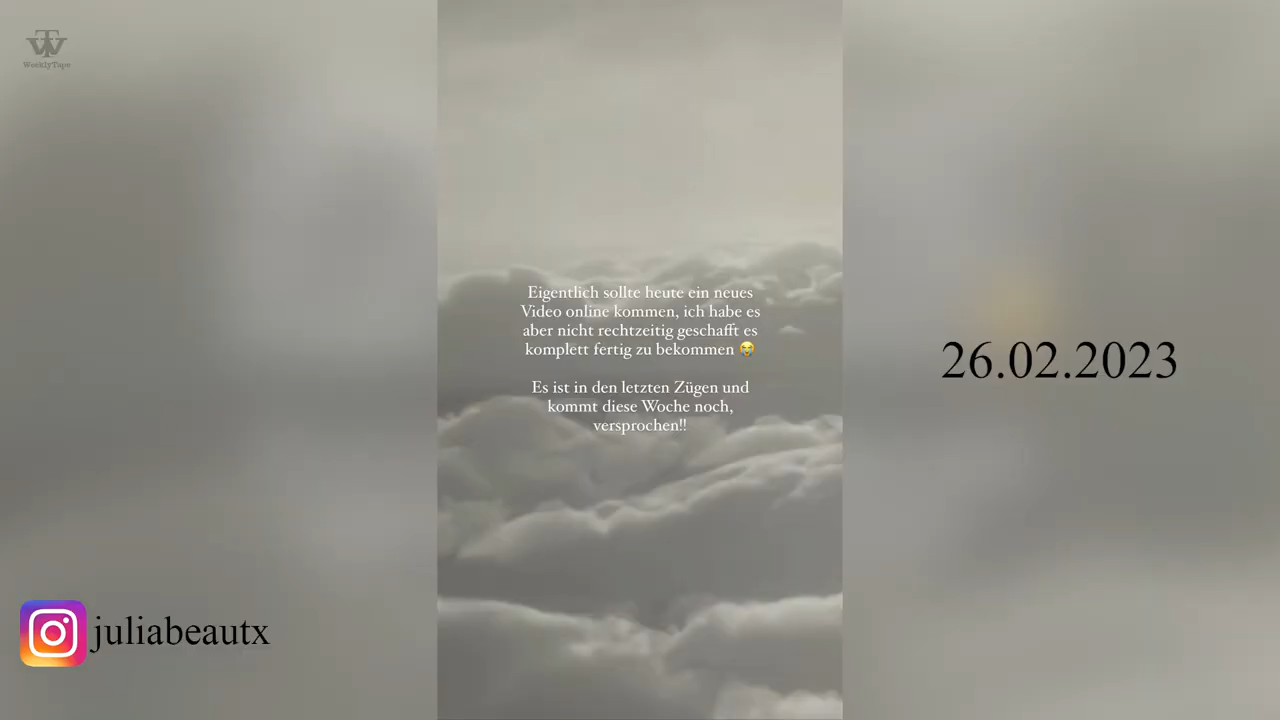 WeeklyTape
Eigentlich sollte heute ein neues
Video online kommen, ich habe es
aber nicht rechtzeitig geschafft es
komplett fertig zu bekommen 😭
Es ist in den letzten Zügen und
kommt diese Woche noch,
versprochen!!
26.02.2023
juliabeautx